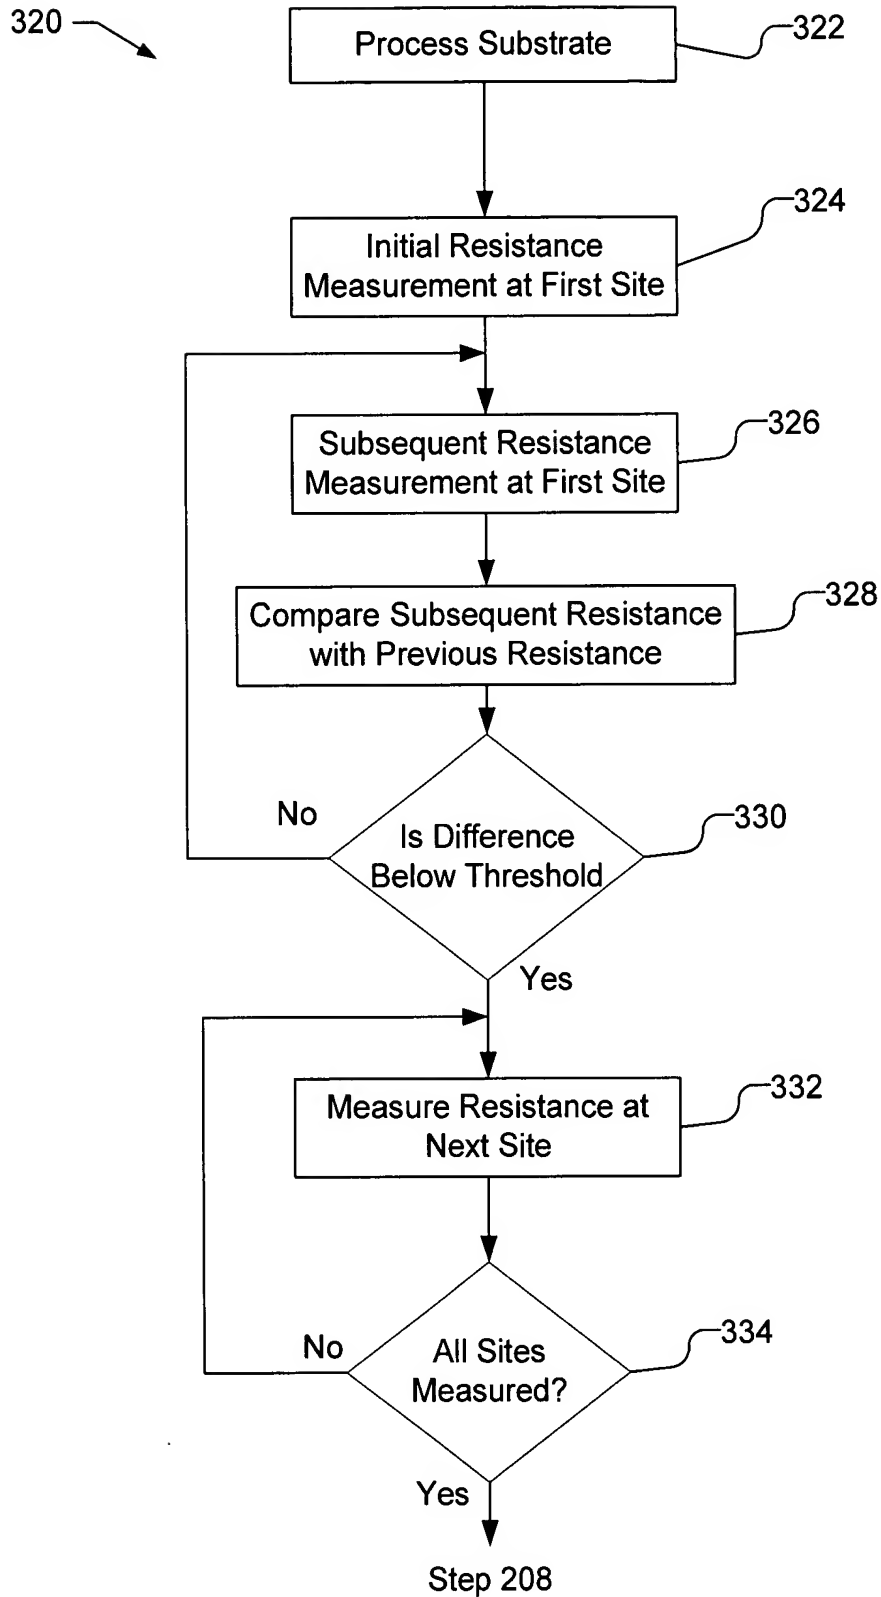 320
Process Substrate
322
324
Initial Resistance
Measurement at First Site
326
Subsequent Resistance
Measurement at First Site
328
Compare Subsequent Resistance
with Previous Resistance
No
330
Is Difference
Below Threshold
Yes
332
Measure Resistance at
Next Site
334
No
All Sites
Measured?
Yes
Step 208